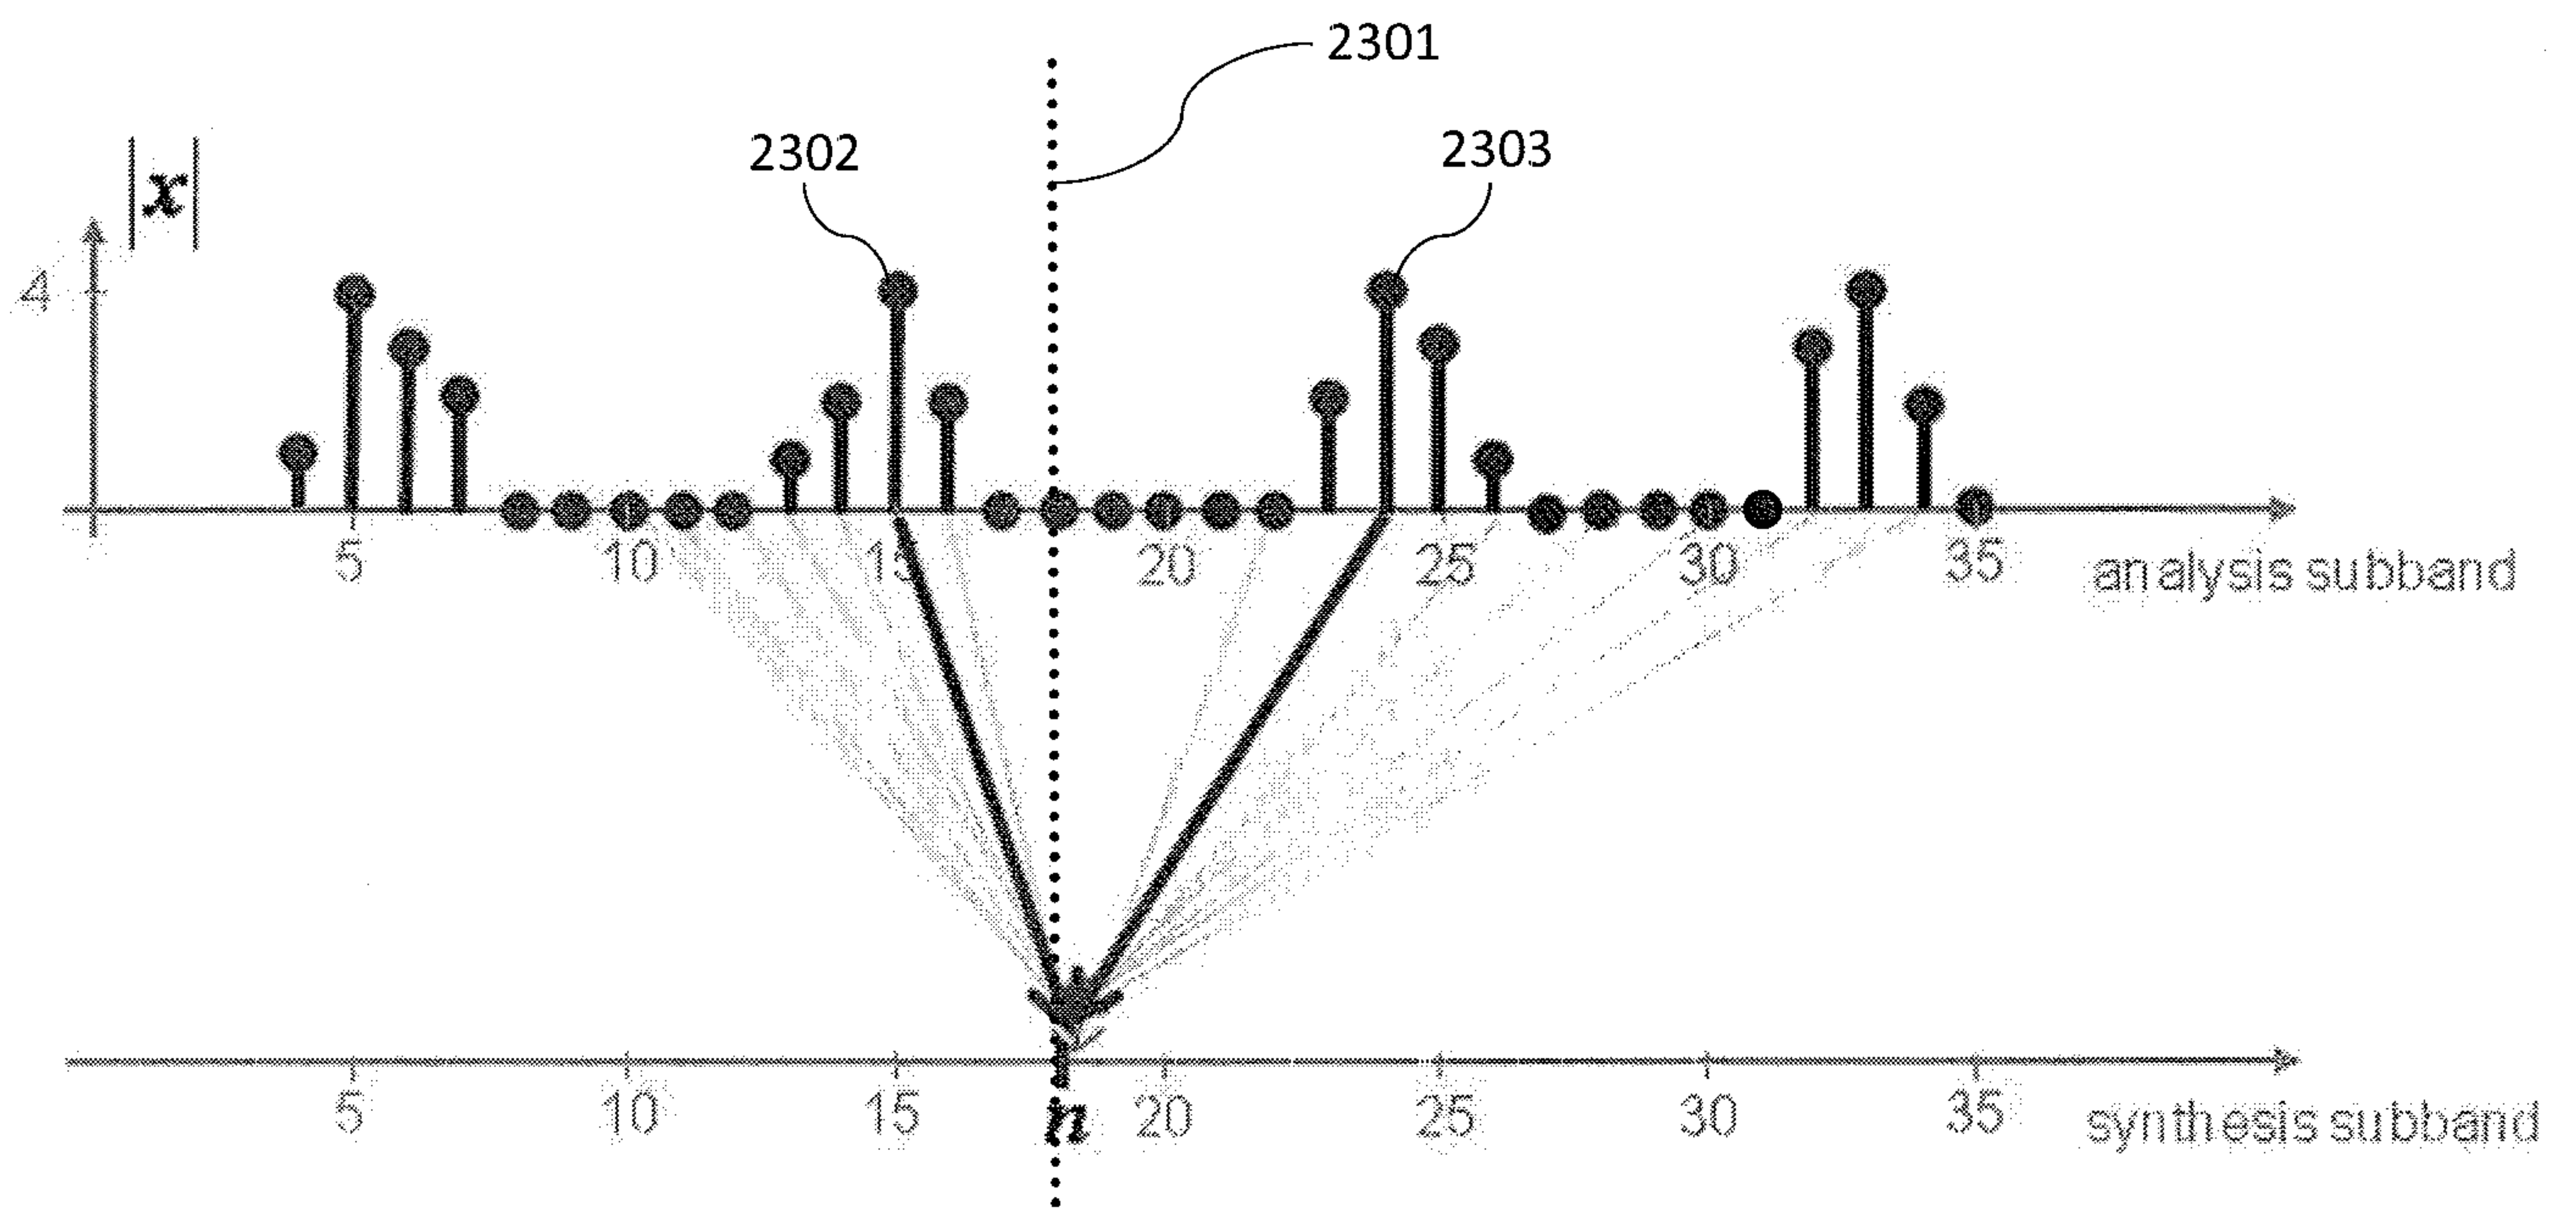 2301
2302
2303
|x|
4
5 10 15 20 25 30 35
analysis subband
5 10 15 n 20 25 30 35
synthesis subband